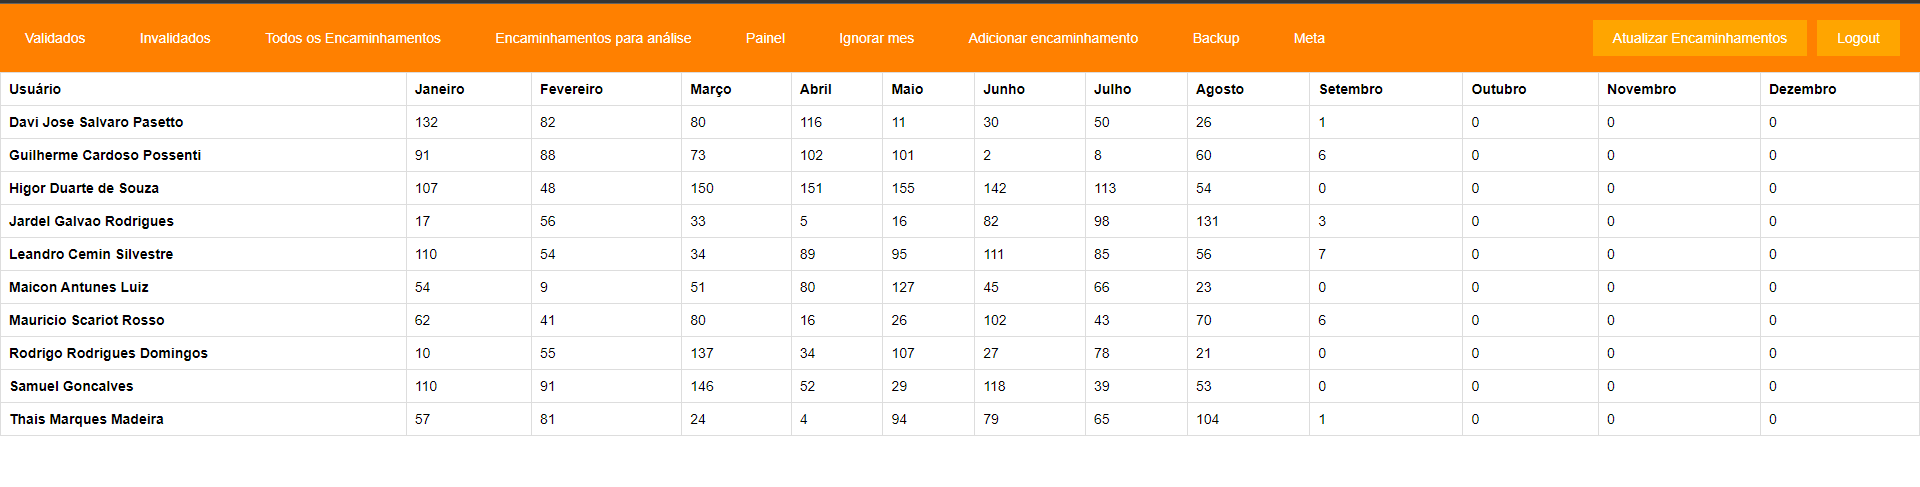 Validados Invalidados Todos os Encaminhamentos Encaminhamentos para análise Painel Ignorar mes Adicionar encaminhamento Backup Meta Atualizar Encaminhamentos Logout
Usuário Janeiro Fevereiro Março Abril Maio Junho Julho Agosto Setembro Outubro Novembro Dezembro
Davi Jose Salvaro Pasetto 132 82 80 116 11 30 50 26 1 0 0 0
Guilherme Cardoso Possenti 91 88 73 102 101 2 8 60 6 0 0 0
Higor Duarte de Souza 107 48 150 151 155 142 113 54 0 0 0 0
Jardel Galvao Rodrigues 17 56 33 5 16 82 98 131 3 0 0 0
Leandro Cemin Silvestre 110 54 34 89 95 111 85 56 7 0 0 0
Maicon Antunes Luiz 54 9 51 80 127 45 66 23 0 0 0 0
Mauricio Scariot Rosso 62 41 80 16 26 102 43 70 6 0 0 0
Rodrigo Rodrigues Domingos 10 55 137 34 107 27 78 21 0 0 0 0
Samuel Goncalves 110 91 146 52 29 118 39 53 0 0 0 0
Thais Marques Madeira 57 81 24 4 94 79 65 104 1 0 0 0